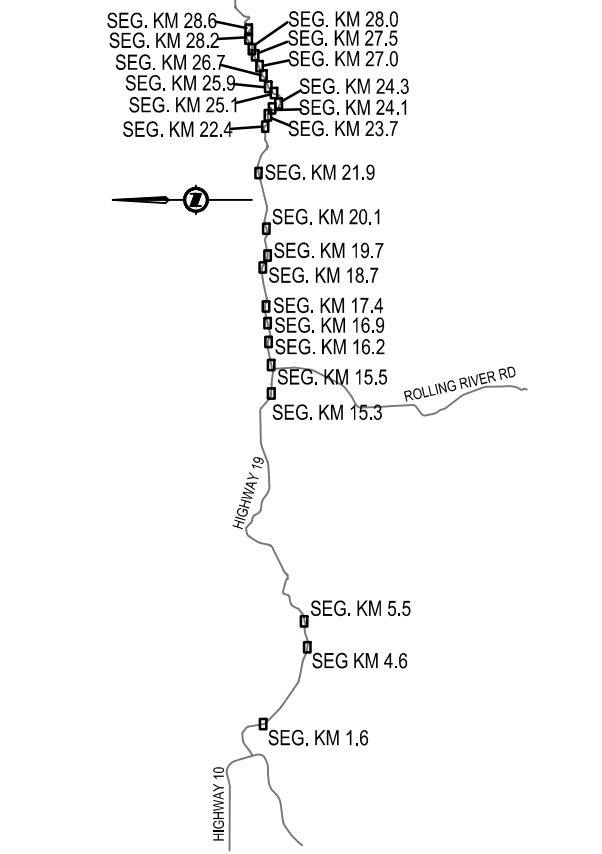 SEG. KM 28.6
SEG. KM 28.0
SEG. KM 28.2
SEG. KM 27.5
SEG. KM 26.7
SEG. KM 27.0
SEG. KM 25.9
SEG. KM 24.3
SEG. KM 25.1
SEG. KM 24.1
SEG. KM 22.4
SEG. KM 23.7
SEG. KM 21.9
Z
SEG. KM 20.1
SEG. KM 19.7
SEG. KM 18.7
SEG. KM 17.4
SEG. KM 16.9
SEG. KM 16.2
SEG. KM 15.5
ROLLING RIVER RD
SEG. KM 15.3
HIGHWAY 19
SEG. KM 5.5
SEG KM 4.6
SEG. KM 1.6
HIGHWAY 10